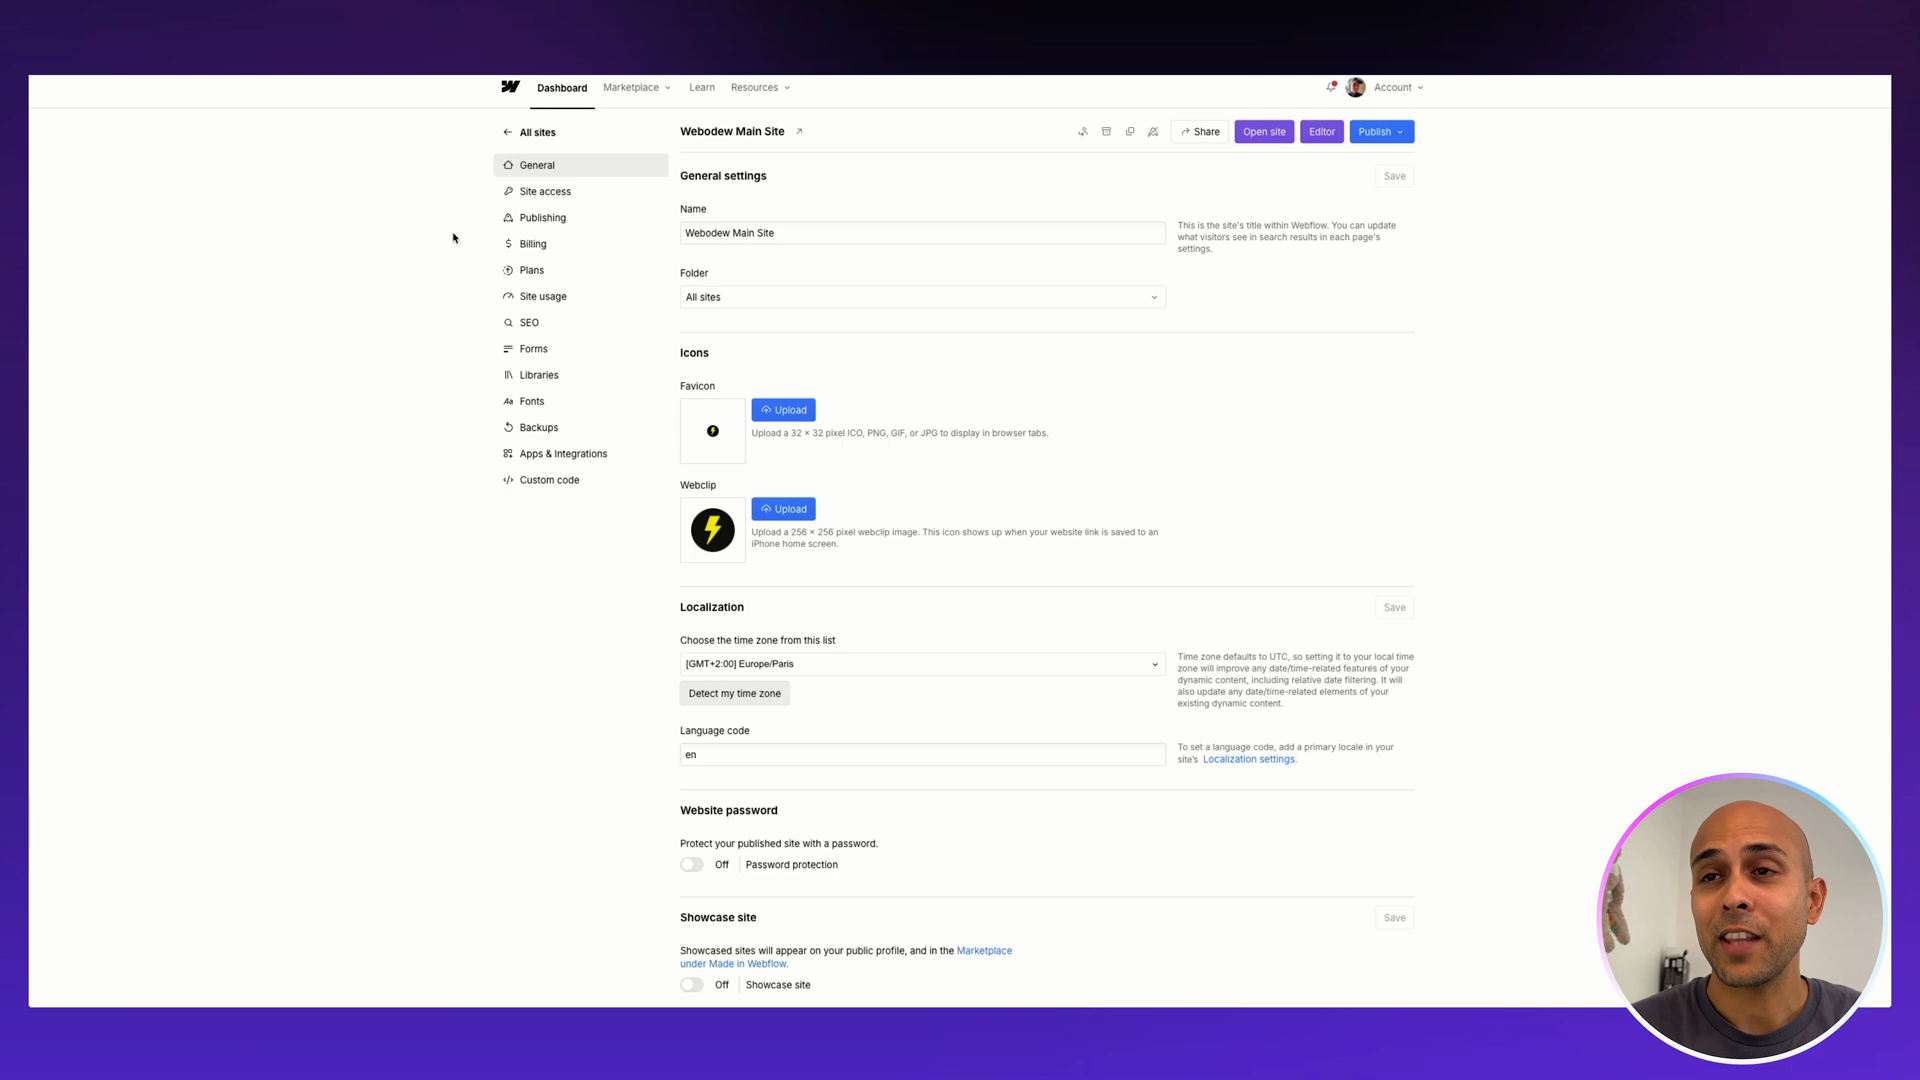 Dashboard
Marketplace
Learn
Resources
Account
All sites
General
Site access
Publishing
Billing
Plans
Site usage
SEO
Forms
Libraries
Fonts
Backups
Apps & Integrations
Custom code
Webodew Main Site
Share
Open site
Editor
Publish
General settings
Save
Name
Webodew Main Site
This is the site's title within Webflow. You can update
what visitors see in search results in each page's
settings.
Folder
All sites
Icons
Favicon
Upload
Upload a 32 × 32 pixel ICO, PNG, GIF, or JPG to display in browser tabs.
Webclip
Upload
Upload a 256 × 256 pixel webclip image. This icon shows up when your website link is saved to an
iPhone home screen.
Localization
Save
Choose the time zone from this list
[GMT+2:00] Europe/Paris
Detect my time zone
Time zone defaults to UTC, so setting it to your local time
zone will improve any date/time-related features of your
dynamic content, including relative date filtering. It will
also update any date/time-related elements of your
existing dynamic content.
Language code
en
To set a language code, add a primary locale in your
site's Localization settings.
Website password
Protect your published site with a password.
Off
Password protection
Showcase site
Save
Showcased sites will appear on your public profile, and in the Marketplace
under Made in Webflow.
Off
Showcase site